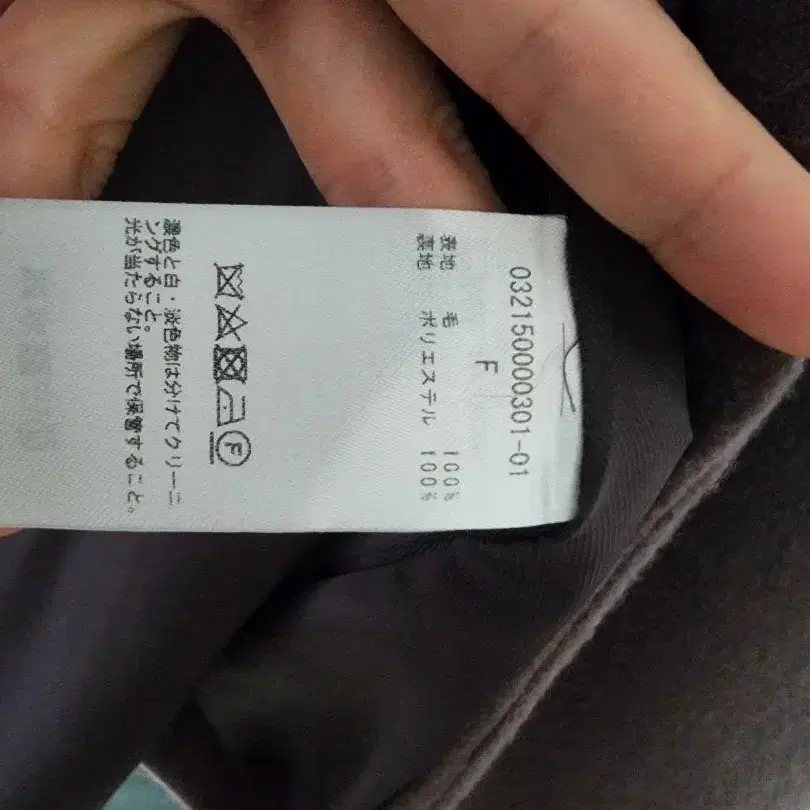 032150000301-01
F
表地 毛 100%
裏地 ポリエステル 100%
F
濃色と白・淡色物は分けてクリーニ
ングすること。
光が当たらない場所で保管すること。